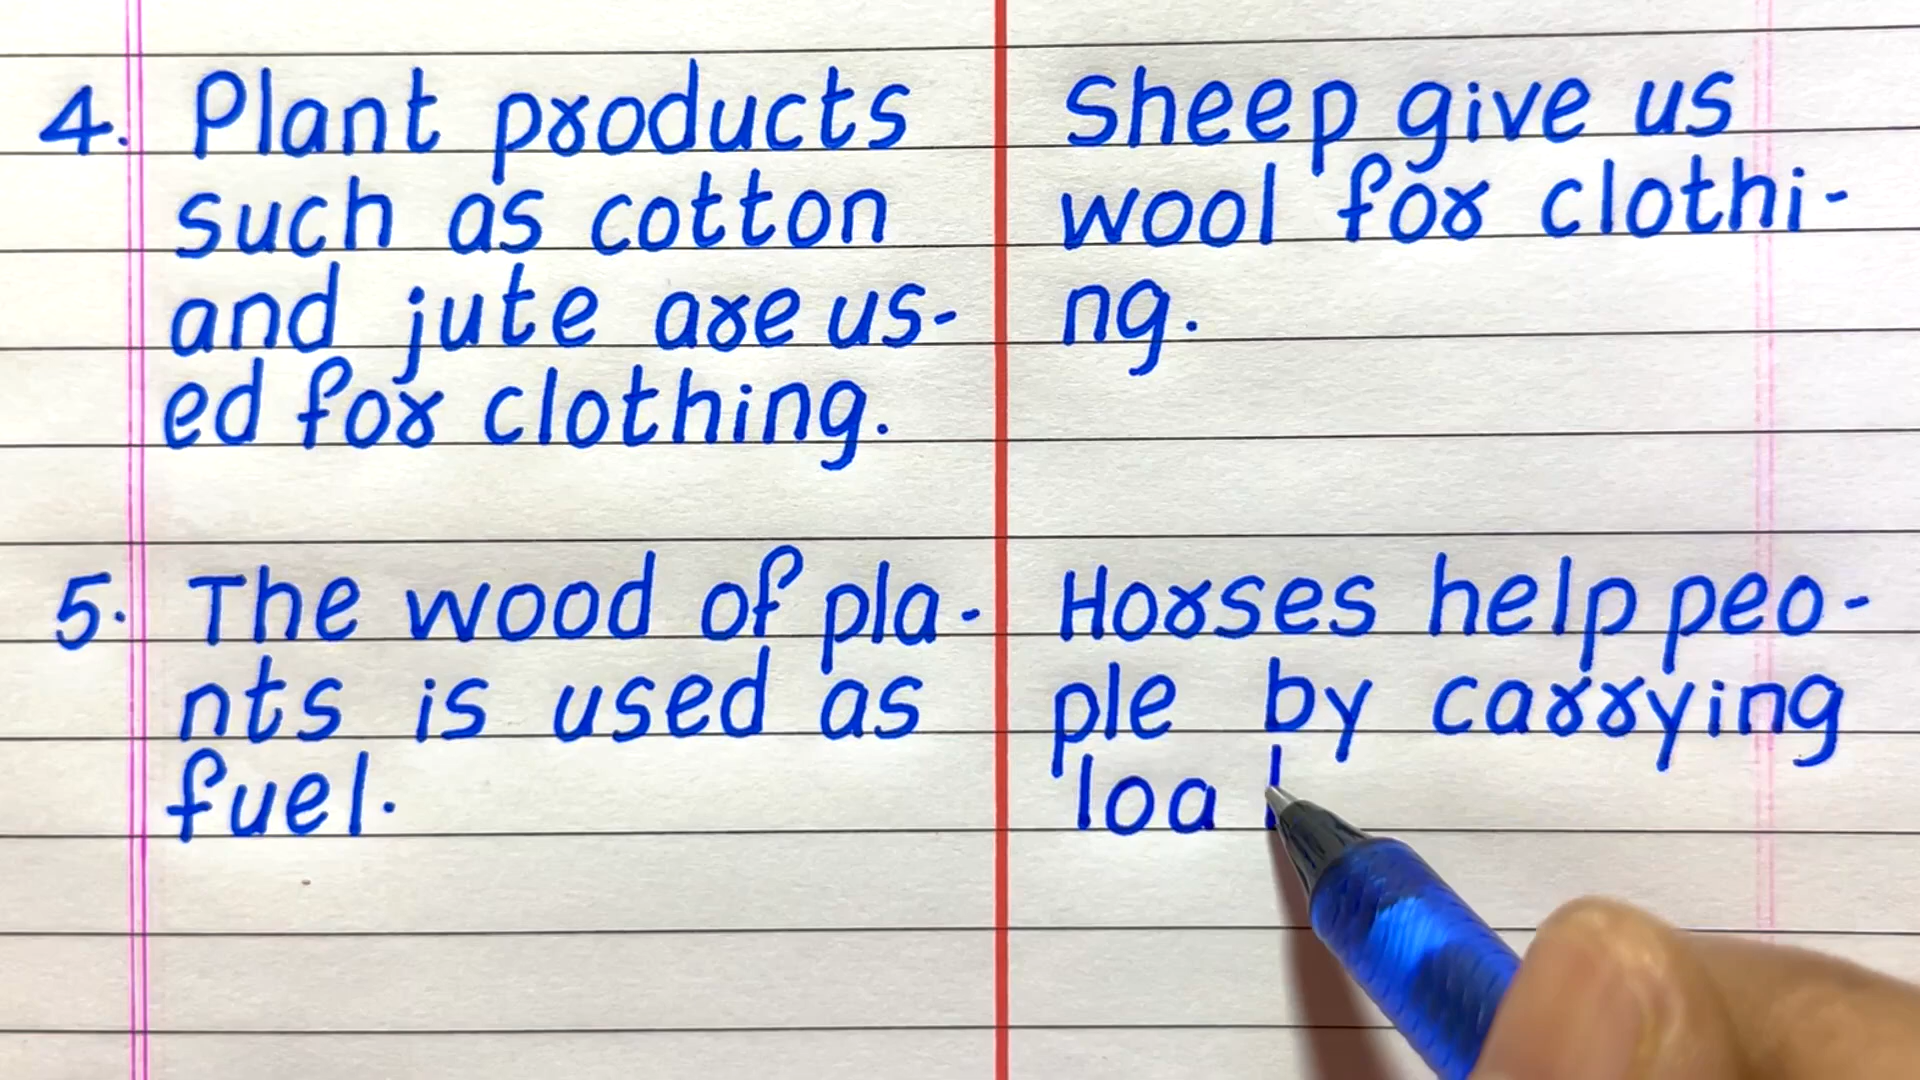 4. Plant products
such as cotton
and jute are us-
ed for clothing.
Sheep give us
wool for clothi-
ng.
5. The wood of pla-
nts is used as
fuel.
Horses help peo-
ple by carrying
loa